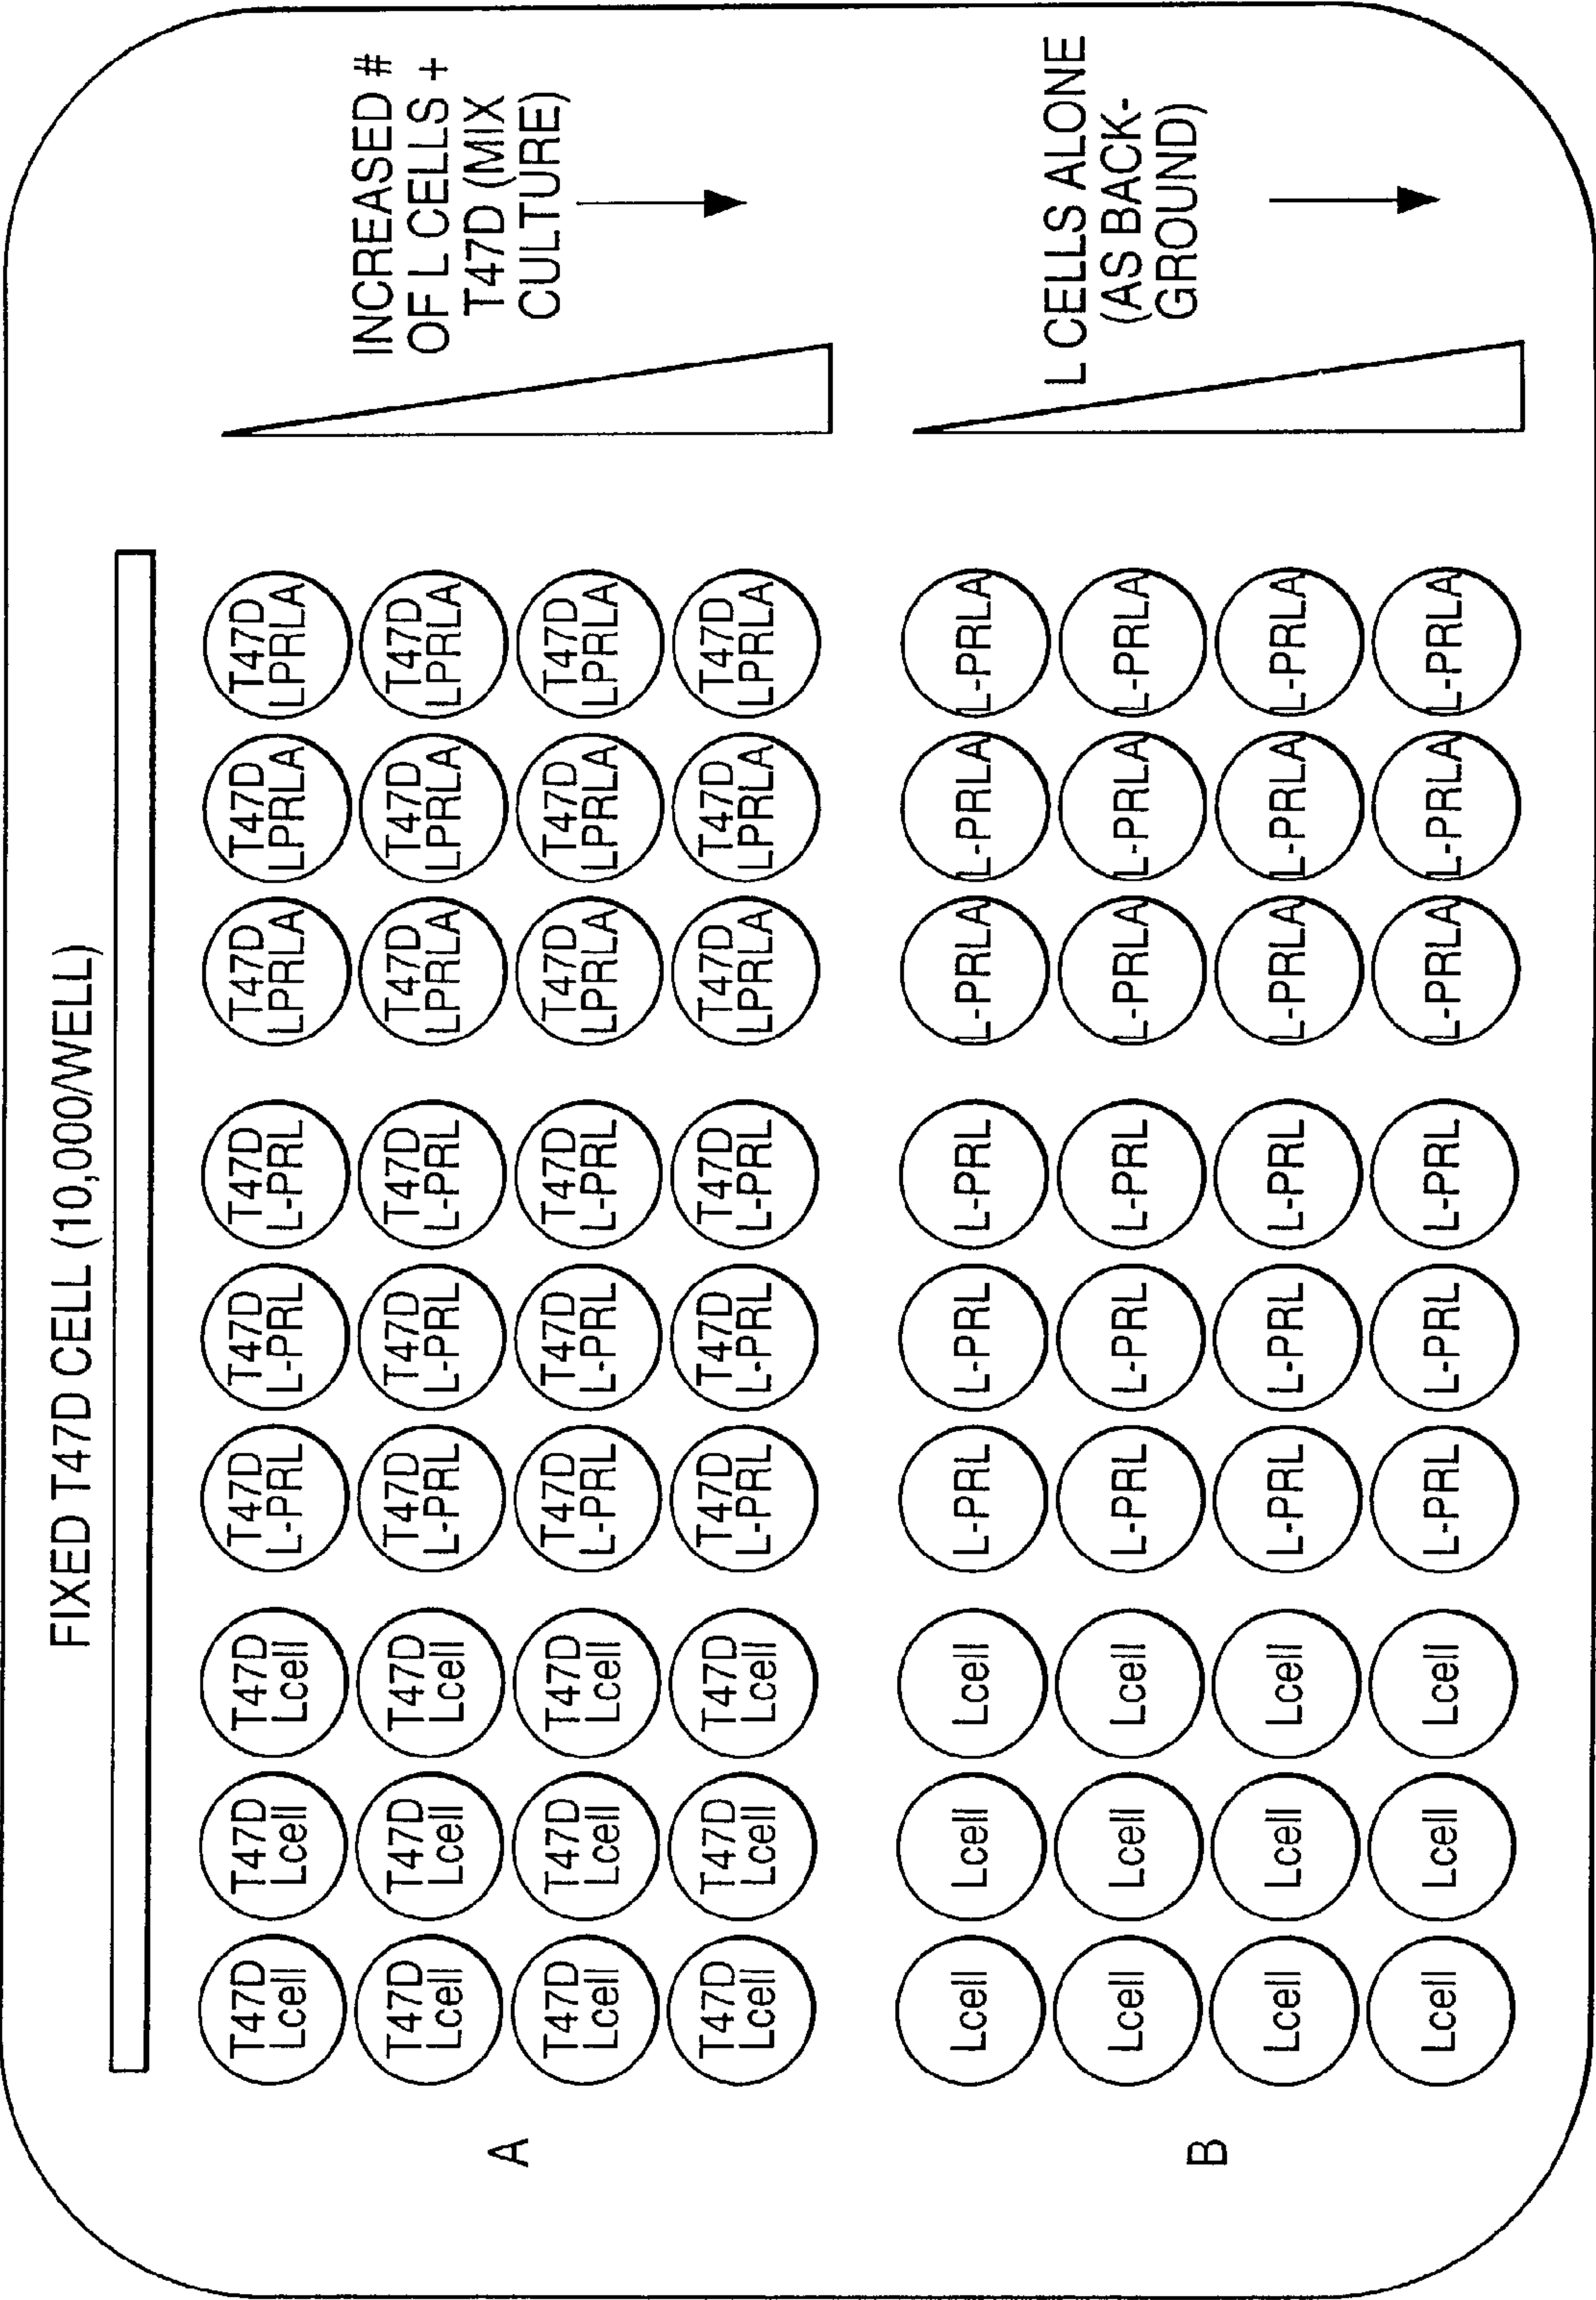 FIXED T47D CELL (10,000/WELL)
A
T47D T47D T47D T47D T47D T47D T47D T47D T47D
Lcell Lcell Lcell L-PRL L-PRL L-PRL LPRLA LPRLA LPRLA
T47D T47D T47D T47D T47D T47D T47D T47D T47D
Lcell Lcell Lcell L-PRL L-PRL L-PRL LPRLA LPRLA LPRLA
T47D T47D T47D T47D T47D T47D T47D T47D T47D
Lcell Lcell Lcell L-PRL L-PRL L-PRL LPRLA LPRLA LPRLA
T47D T47D T47D T47D T47D T47D T47D T47D T47D
Lcell Lcell Lcell L-PRL L-PRL L-PRL LPRLA LPRLA LPRLA
INCREASED #
OF L CELLS +
T47D (MIX
CULTURE)
B
Lcell Lcell Lcell L-PRL L-PRL L-PRL L-PRLA L-PRLA L-PRLA
Lcell Lcell Lcell L-PRL L-PRL L-PRL L-PRLA L-PRLA L-PRLA
Lcell Lcell Lcell L-PRL L-PRL L-PRL L-PRLA L-PRLA L-PRLA
Lcell Lcell Lcell L-PRL L-PRL L-PRL L-PRLA L-PRLA L-PRLA
L CELLS ALONE
(AS BACK-
GROUND)